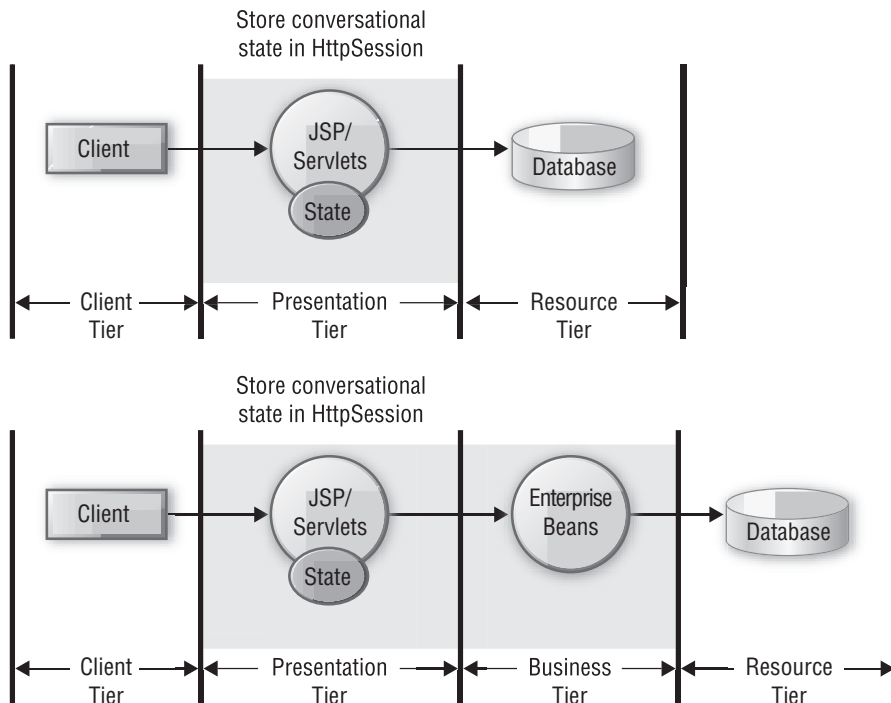 Store conversational
state in HttpSession
Client
JSP/
Servlets
State
Database
Client
Tier
Presentation
Tier
Resource
Tier
Store conversational
state in HttpSession
Client
JSP/
Servlets
State
Enterprise
Beans
Database
Client
Tier
Presentation
Tier
Business
Tier
Resource
Tier